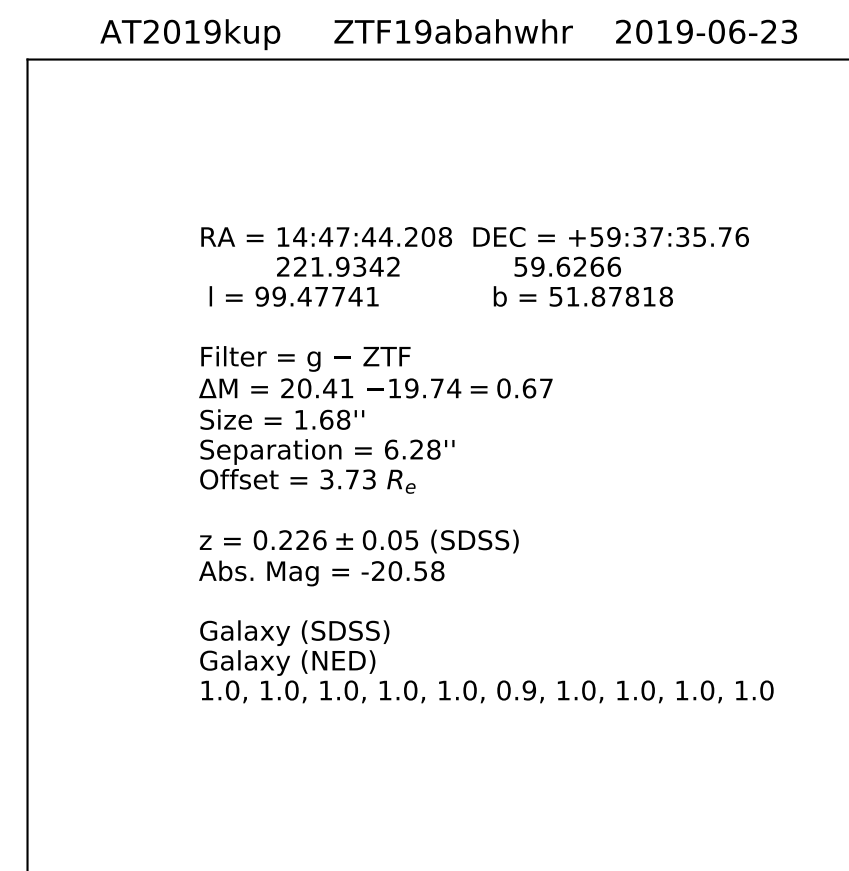 AT2019kup ZTF19abahwhr 2019-06-23
RA = 14:47:44.208 DEC = +59:37:35.76
221.9342 59.6266
l = 99.47741 b = 51.87818
Filter = g − ZTF
ΔM = 20.41 −19.74 = 0.67
Size = 1.68''
Separation = 6.28''
Offset = 3.73 Rₑ
z = 0.226 ± 0.05 (SDSS)
Abs. Mag = -20.58
Galaxy (SDSS)
Galaxy (NED)
1.0, 1.0, 1.0, 1.0, 1.0, 0.9, 1.0, 1.0, 1.0, 1.0